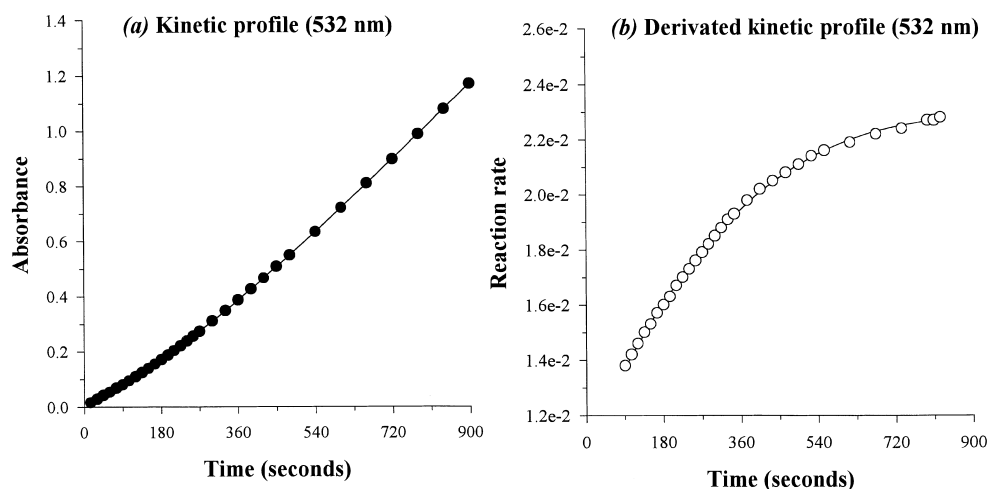 (a) Kinetic profile (532 nm)
1.4
1.2
1.0
0.8
0.6
0.4
0.2
0.0
Absorbance
0 180 360 540 720 900
Time (seconds)
(b) Derivated kinetic profile (532 nm)
2.6e-2
2.4e-2
2.2e-2
2.0e-2
1.8e-2
1.6e-2
1.4e-2
1.2e-2
Reaction rate
0 180 360 540 720 900
Time (seconds)